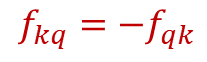 f_{kq} = −f_{qk}